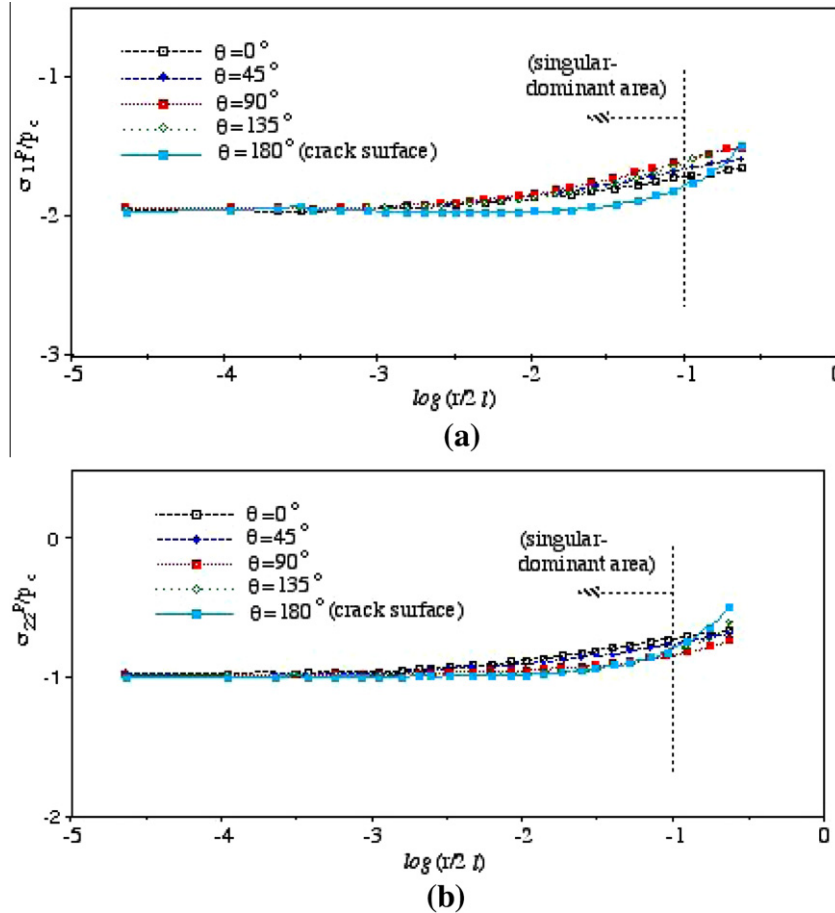 -1
-2
-3
σ₁₁ᴾ/p c
θ=0°
θ=45°
θ=90°
θ=135°
θ=180° (crack surface)
(singular-
dominant area)
-5 -4 -3 -2 -1 0
log (r/2 l)
(a)
0
-1
-2
σ₂₂ᴾ/p c
θ=0°
θ=45°
θ=90°
θ=135°
θ=180° (crack surface)
(singular-
dominant area)
-5 -4 -3 -2 -1 0
log (r/2 l)
(b)